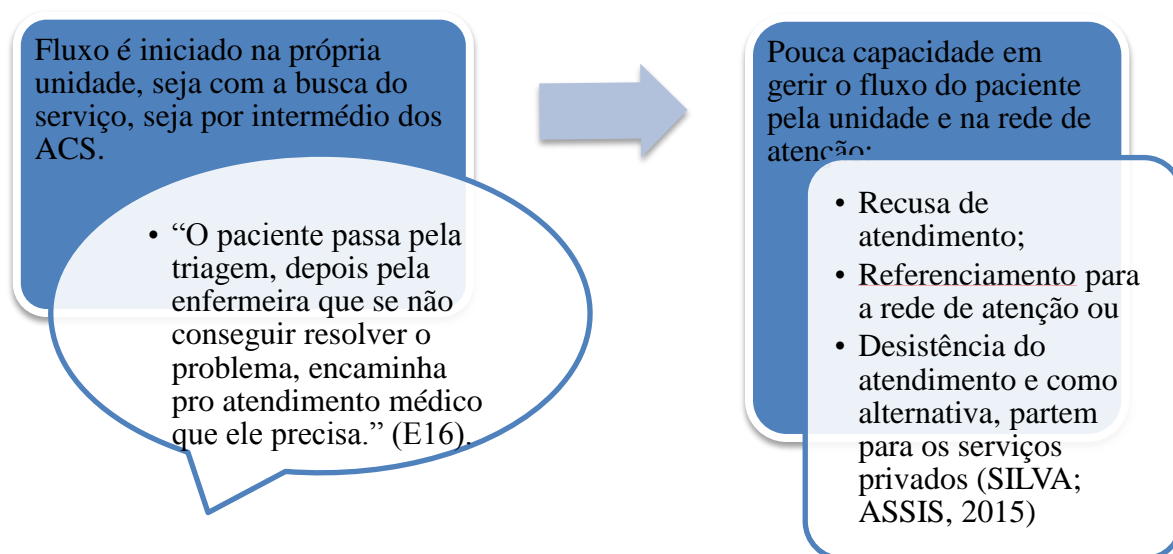 Fluxo é iniciado na própria
unidade, seja com a busca do
serviço, seja por intermédio dos
ACS.
• “O paciente passa pela
triagem, depois pela
enfermeira que se não
conseguir resolver o
problema, encaminha
pro atendimento médico
que ele precisa.” (E16).
Pouca capacidade em
gerir o fluxo do paciente
pela unidade e na rede de
atenção:
• Recusa de
atendimento;
• Referenciamento para
a rede de atenção ou
• Desistência do
atendimento e como
alternativa, partem
para os serviços
privados (SILVA;
ASSIS, 2015)